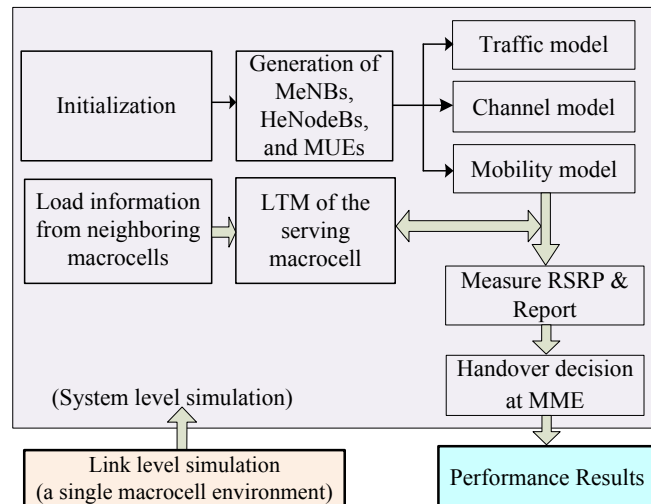 Initialization
Generation of
MeNBs,
HeNodeBs,
and MUEs
Traffic model
Channel model
Mobility model
Load information
from neighboring
macrocells
LTM of the
serving
macrocell
Measure RSRP &
Report
Handover decision
at MME
(System level simulation)
Link level simulation
(a single macrocell environment)
Performance Results